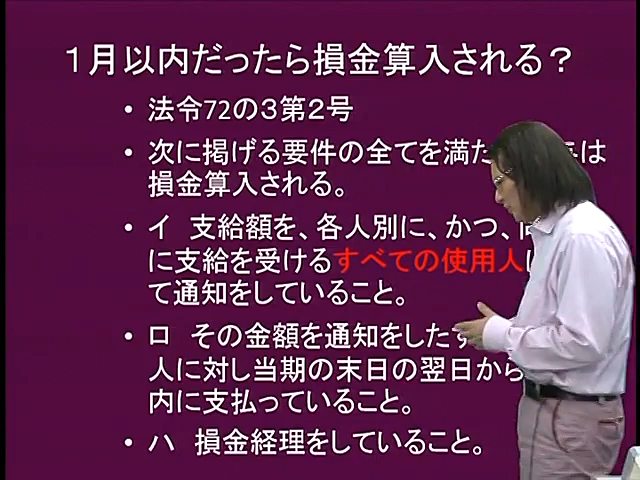 １月以内だったら損金算入される？
・法令72の３第２号
・次に掲げる要件の全てを満た
は
損金算入される。
・イ　支給額を、各人別に、かつ、
に支給を受けるすべての使用人に
て通知をしていること。
・ロ　その金額を通知をした
人に対し当期の末日の翌日から
内に支払っていること。
・ハ　損金経理をしていること。